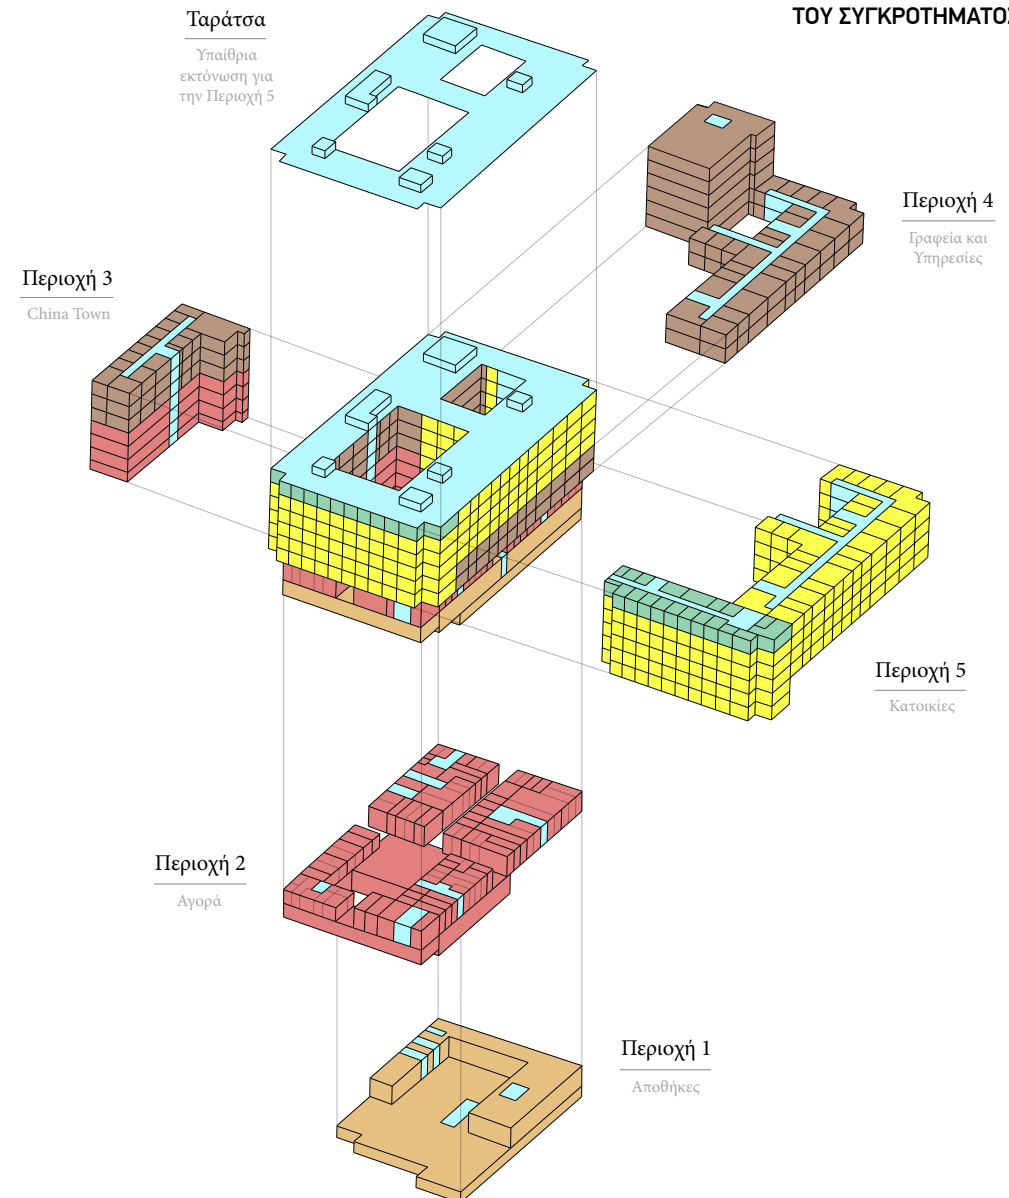 ΤΟΥ ΣΥΓΚΡΟΤΗΜΑΤΟΣ
Ταράτσα
Υπαίθρια
εκτόνωση για
την Περιοχή 5
Περιοχή 4
Γραφεία και
Υπηρεσίες
Περιοχή 3
China Town
Περιοχή 5
Κατοικίες
Περιοχή 2
Αγορά
Περιοχή 1
Αποθήκες